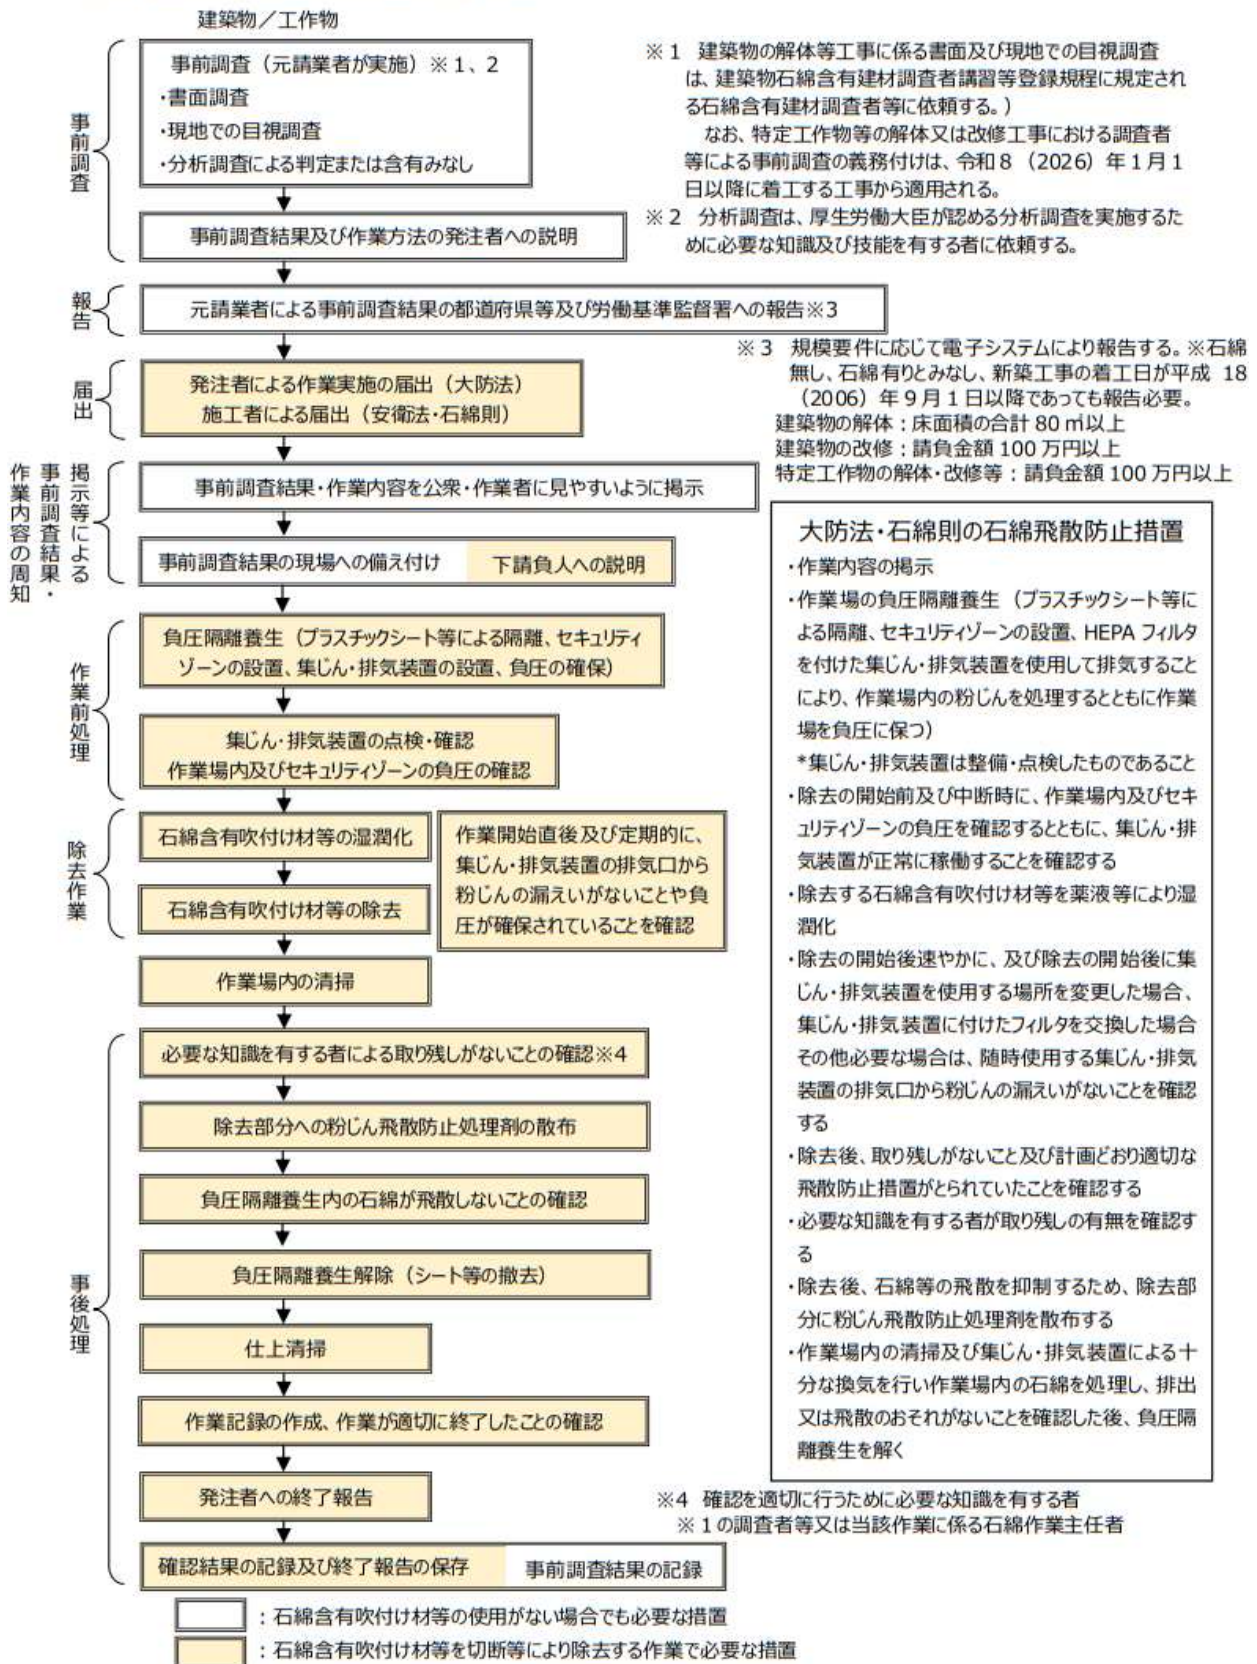 建築物／工作物
事前調査
事前調査（元請業者が実施）※１、２
・書面調査
・現地での目視調査
・分析調査による判定または含有みなし
事前調査結果及び作業方法の発注者への説明
※１ 建築物の解体等工事に係る書面及び現地での目視調査
は、建築物石綿含有建材調査者講習等登録規程に規定され
る石綿含有建材調査者等に依頼する。）
なお、特定工作物等の解体又は改修工事における調査者
等による事前調査の義務付けは、令和８（2026）年１月１
日以降に着工する工事から適用される。
※２ 分析調査は、厚生労働大臣が認める分析調査を実施するた
めに必要な知識及び技能を有する者に依頼する。
報告
元請業者による事前調査結果の都道府県等及び労働基準監督署への報告※3
届出
発注者による作業実施の届出（大防法）
施工者による届出（安衛法・石綿則）
※３ 規模要件に応じて電子システムにより報告する。※石綿
無し、石綿有りとみなし、新築工事の着工日が平成 18
（2006）年９月１日以降であっても報告必要。
建築物の解体：床面積の合計 80 ㎡以上
建築物の改修：請負金額 100 万円以上
特定工作物の解体・改修等：請負金額 100 万円以上
掲示等による
事前調査結果・
作業内容の周知
事前調査結果・作業内容を公衆・作業者に見やすいように掲示
事前調査結果の現場への備え付け 下請負人への説明
作業前処理
負圧隔離養生（プラスチックシート等による隔離、セキュリティ
ゾーンの設置、集じん・排気装置の設置、負圧の確保）
集じん・排気装置の点検・確認
作業場内及びセキュリティゾーンの負圧の確認
除去作業
石綿含有吹付け材等の湿潤化
石綿含有吹付け材等の除去
作業開始直後及び定期的に、
集じん・排気装置の排気口から
粉じんの漏えいがないことや負
圧が確保されていることを確認
作業場内の清掃
事後処理
必要な知識を有する者による取り残しがないことの確認※4
除去部分への粉じん飛散防止処理剤の散布
負圧隔離養生内の石綿が飛散しないことの確認
負圧隔離養生解除（シート等の撤去）
仕上清掃
作業記録の作成、作業が適切に終了したことの確認
発注者への終了報告
確認結果の記録及び終了報告の保存 事前調査結果の記録
大防法・石綿則の石綿飛散防止措置
・作業内容の掲示
・作業場の負圧隔離養生（プラスチックシート等に
よる隔離、セキュリティゾーンの設置、HEPA フィルタ
を付けた集じん・排気装置を使用して排気すること
により、作業場内の粉じんを処理するとともに作業
場を負圧に保つ）
*集じん・排気装置は整備・点検したものであること
・除去の開始前及び中断時に、作業場内及びセキ
ュリティゾーンの負圧を確認するとともに、集じん・排
気装置が正常に稼働することを確認する
・除去する石綿含有吹付け材等を薬液等により湿
潤化
・除去の開始後速やかに、及び除去の開始後に集
じん・排気装置を使用する場所を変更した場合、
集じん・排気装置に付けたフィルタを交換した場合
その他必要な場合は、随時使用する集じん・排気
装置の排気口から粉じんの漏えいがないことを確認
する
・除去後、取り残しがないこと及び計画どおり適切な
飛散防止措置がとられていたことを確認する
・必要な知識を有する者が取り残しの有無を確認す
る
・除去後、石綿等の飛散を抑制するため、除去部
分に粉じん飛散防止処理剤を散布する
・作業場内の清掃及び集じん・排気装置による十
分な換気を行い作業場内の石綿を処理し、排出
又は飛散のおそれがないことを確認した後、負圧隔
離養生を解く
※4 確認を適切に行うために必要な知識を有する者
※１の調査者等又は当該作業に係る石綿作業主任者
：石綿含有吹付け材等の使用がない場合でも必要な措置
：石綿含有吹付け材等を切断等により除去する作業で必要な措置